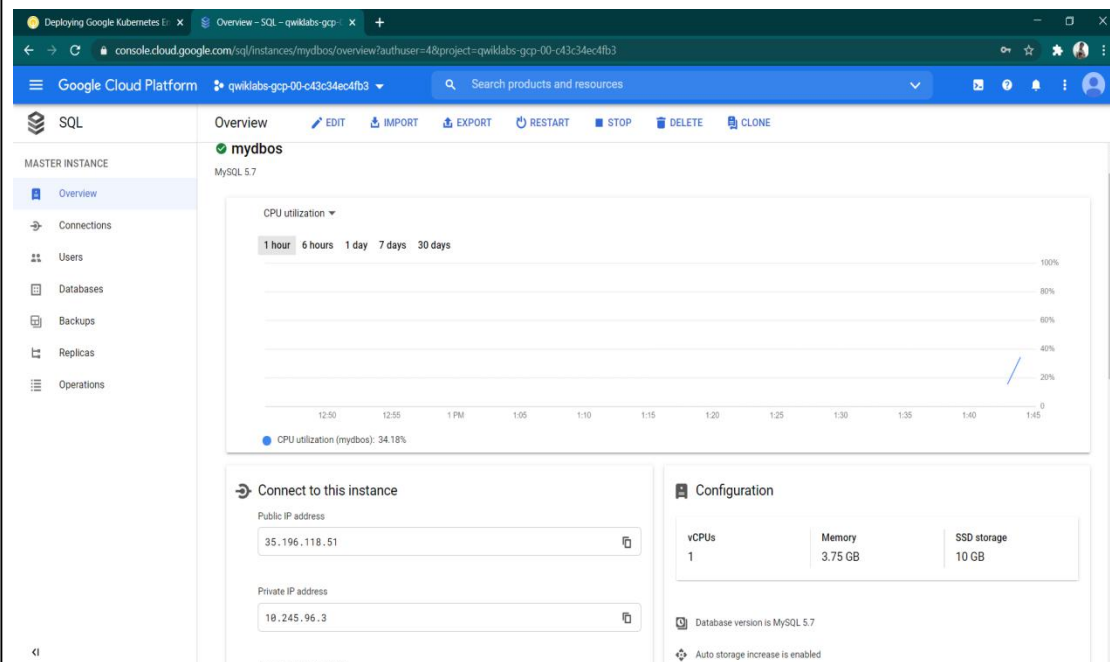 Deploying Google Kubernetes En
Overview – SQL – qwiklabs-gcp-0
console.cloud.google.com/sql/instances/mydbos/overview?authuser=4&project=qwiklabs-gcp-00-c43c34ec4fb3
Google Cloud Platform
qwiklabs-gcp-00-c43c34ec4fb3
Search products and resources
SQL
Overview
EDIT
IMPORT
EXPORT
RESTART
STOP
DELETE
CLONE
MASTER INSTANCE
Overview
Connections
Users
Databases
Backups
Replicas
Operations
mydbos
MySQL 5.7
CPU utilization
1 hour 6 hours 1 day 7 days 30 days
100%
80%
60%
40%
20%
0
12:50 12:55 1 PM 1:05 1:10 1:15 1:20 1:25 1:30 1:35 1:40 1:45
CPU utilization (mydbos): 34.18%
Connect to this instance
Public IP address
35.196.118.51
Private IP address
10.245.96.3
Configuration
vCPUs Memory SSD storage
1 3.75 GB 10 GB
Database version is MySQL 5.7
Auto storage increase is enabled